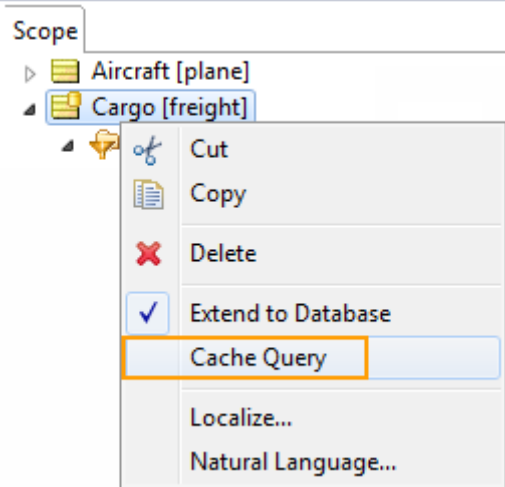 Scope
Aircraft [plane]
Cargo [freight]
Cut
Copy
Delete
Extend to Database
Cache Query
Localize...
Natural Language...